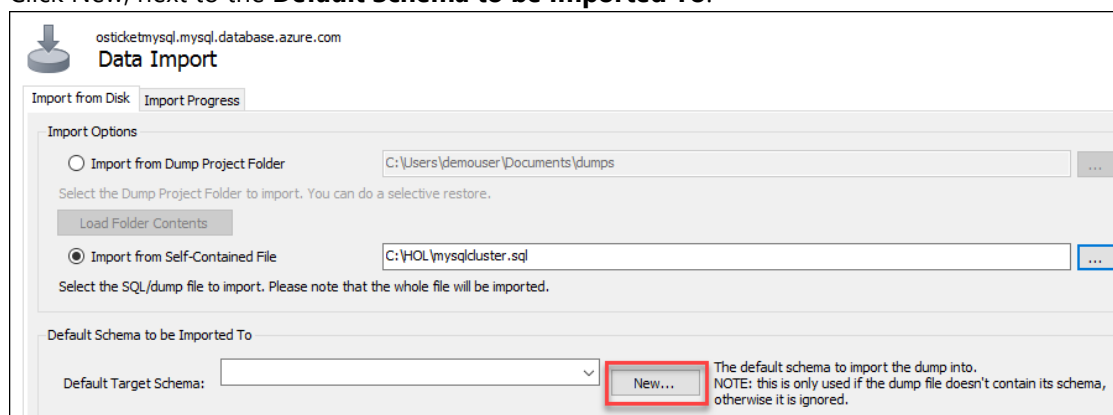 Click New, next to the Default Schema to be Imported To.
osticketmysql.mysql.database.azure.com
Data Import
Import from Disk
Import Progress
Import Options
Import from Dump Project Folder
C:\Users\demouser\Documents\dumps
...
Select the Dump Project Folder to import. You can do a selective restore.
Load Folder Contents
Import from Self-Contained File
C:\HOL\mysqlcluster.sql
...
Select the SQL/dump file to import. Please note that the whole file will be imported.
Default Schema to be Imported To
Default Target Schema:
New...
The default schema to import the dump into.
NOTE: this is only used if the dump file doesn't contain its schema,
otherwise it is ignored.